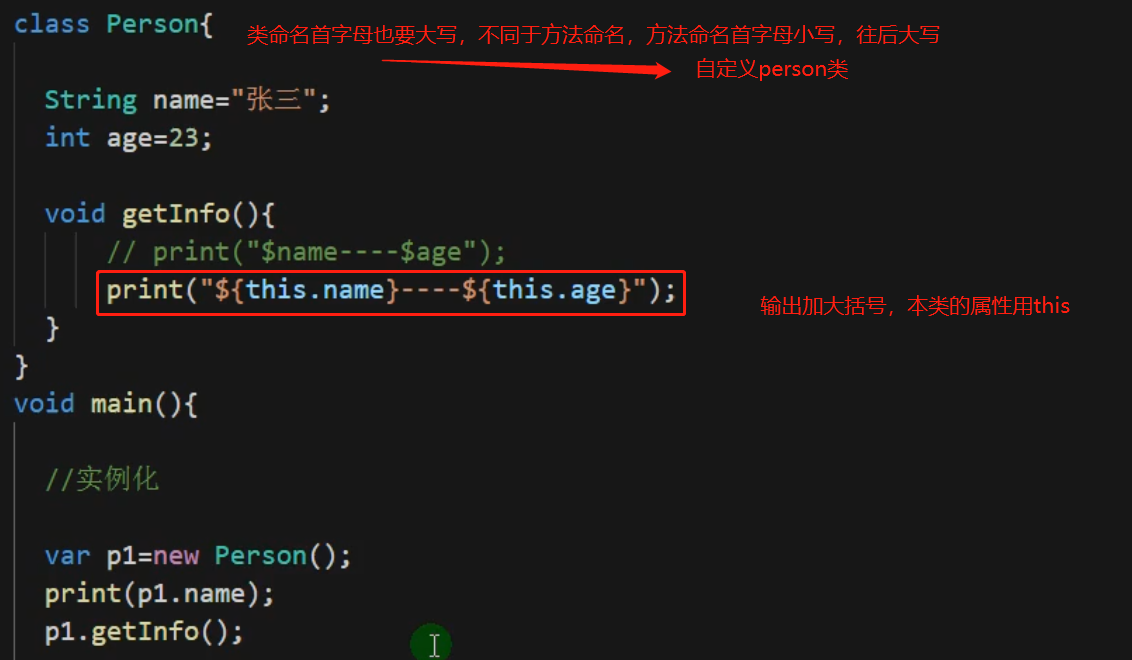 class Person{
类命名首字母也要大写，不同于方法命名，方法命名首字母小写，往后大写
自定义person类
String name="张三";
int age=23;
void getInfo(){
// print("$name----$age");
print("${this.name}----${this.age}");
输出加大括号，本类的属性用this
}
}
void main(){
//实例化
var p1=new Person();
print(p1.name);
p1.getInfo();